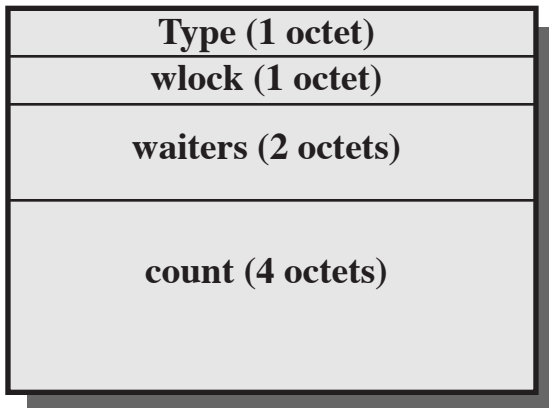 Type (1 octet)
wlock (1 octet)
waiters (2 octets)
count (4 octets)